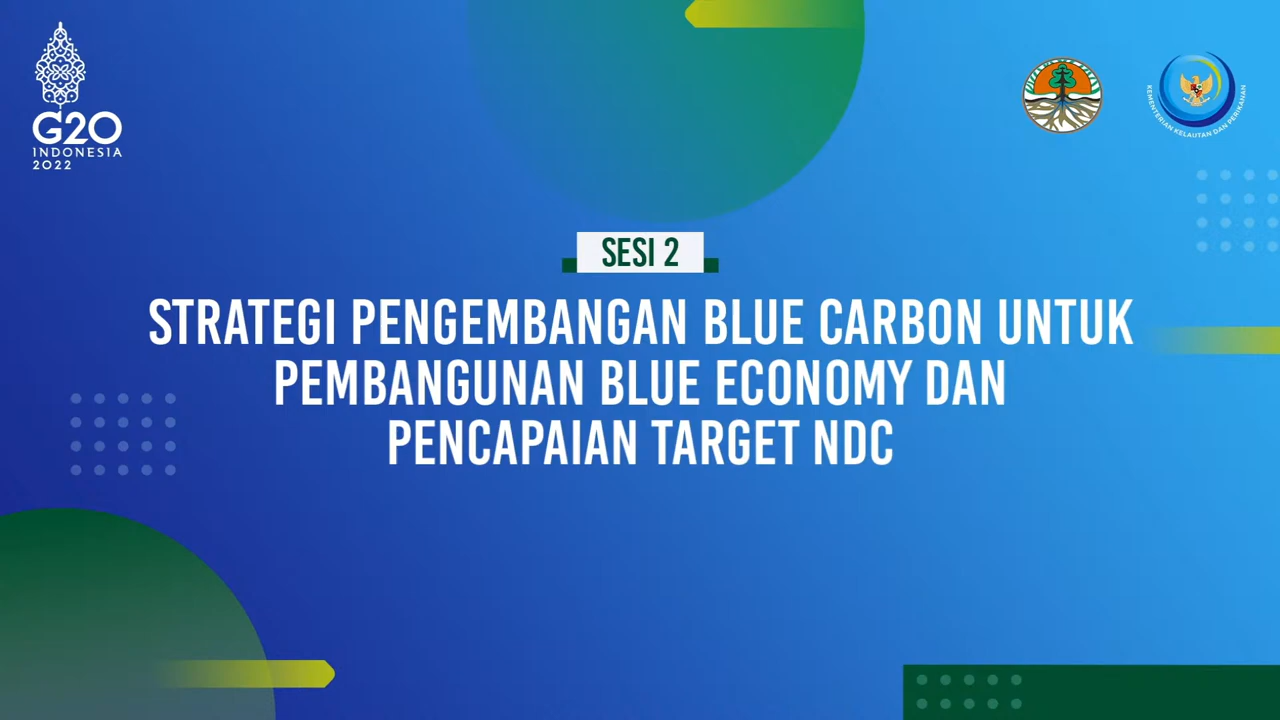 G20
INDONESIA
2022
KEMENTERIAN KELAUTAN DAN PERIKANAN
SESI 2
STRATEGI PENGEMBANGAN BLUE CARBON UNTUK
PEMBANGUNAN BLUE ECONOMY DAN
PENCAPAIAN TARGET NDC